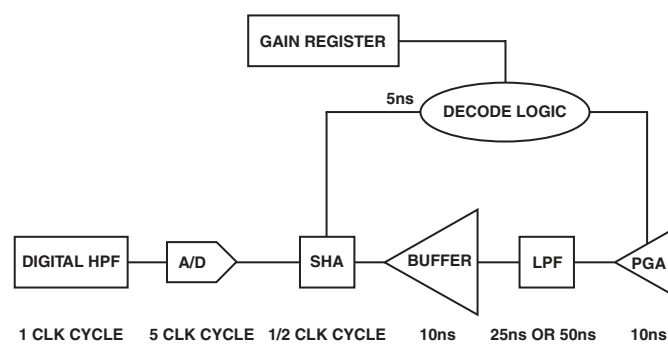 GAIN REGISTER
5ns
DECODE LOGIC
DIGITAL HPF
A/D
SHA
BUFFER
LPF
PGA
1 CLK CYCLE
5 CLK CYCLE
1/2 CLK CYCLE
10ns
25ns OR 50ns
10ns